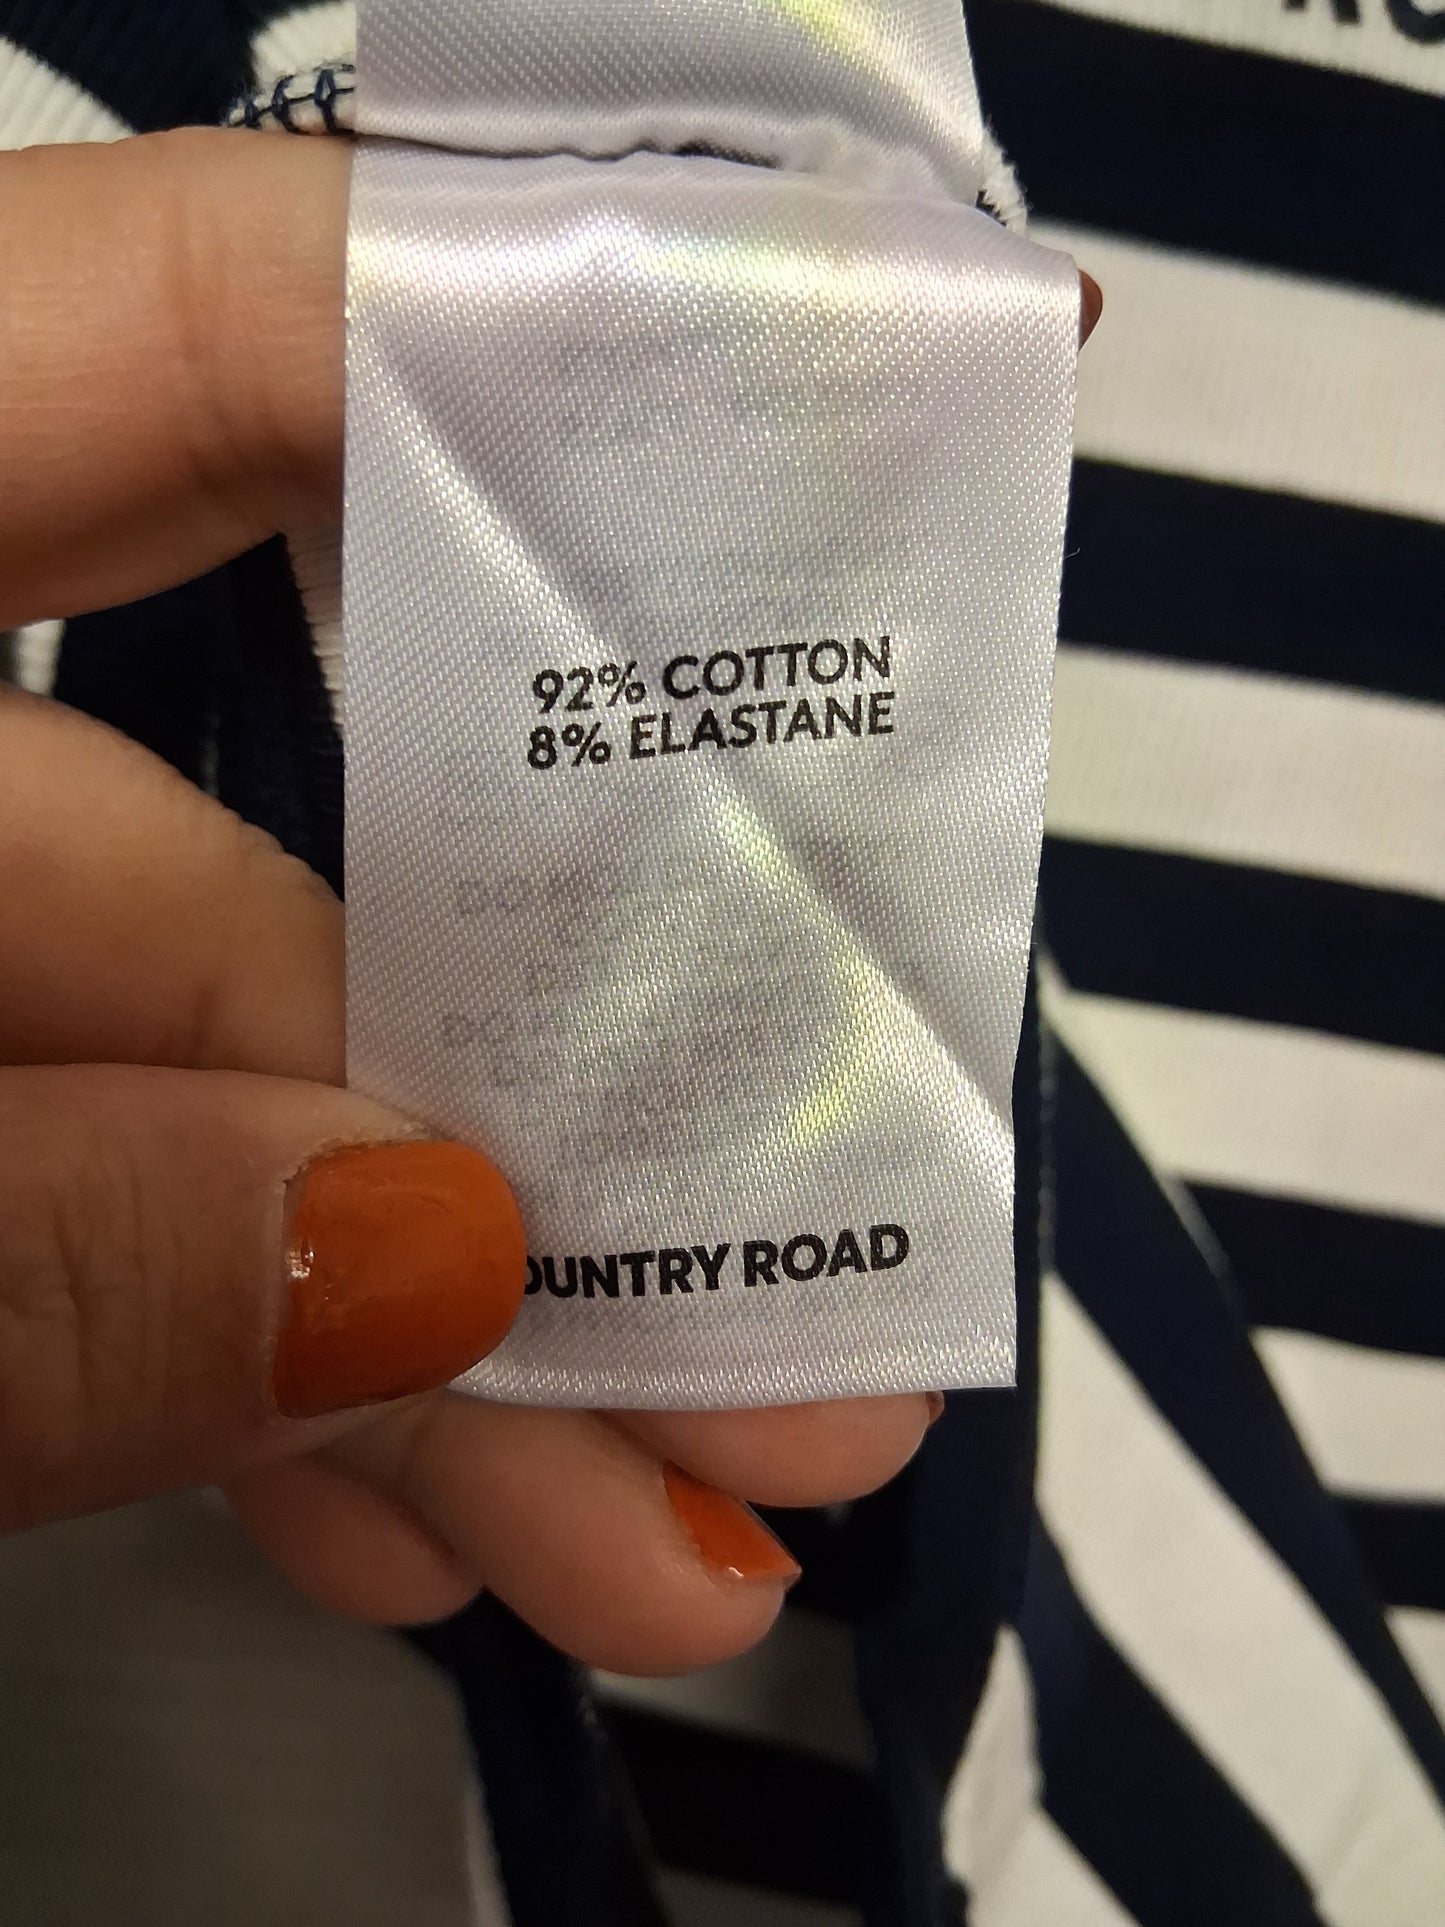 92% COTTON
8% ELASTANE
OUNTRY ROAD